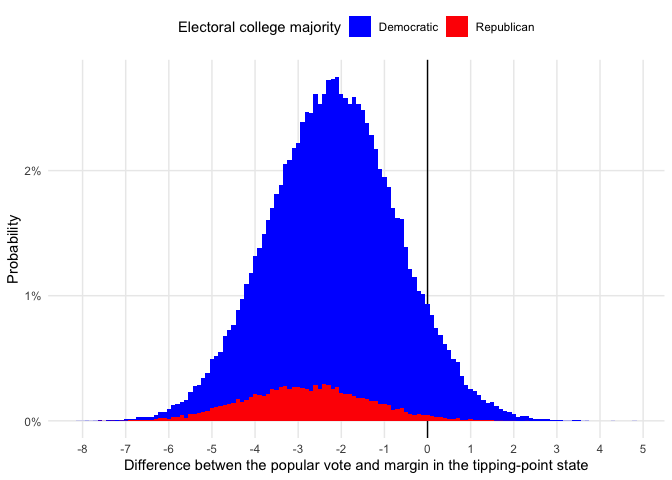 Electoral college majority Democratic Republican
Probability
2%
1%
0%
-8 -7 -6 -5 -4 -3 -2 -1 0 1 2 3 4 5
Difference betwen the popular vote and margin in the tipping-point state